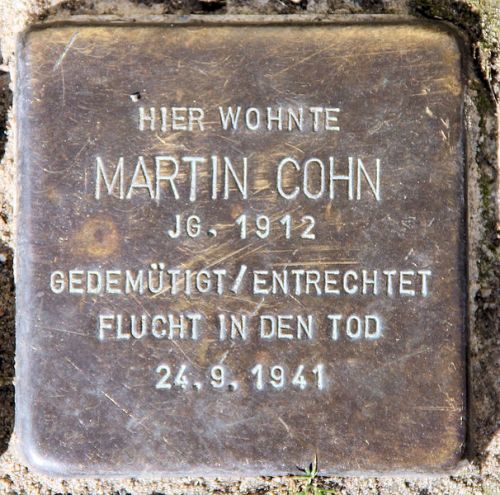 HIER WOHNTE
MARTIN COHN
JG. 1912
GEDEMÜTIGT/ENTRECHTET
FLUCHT IN DEN TOD
24.9.1941